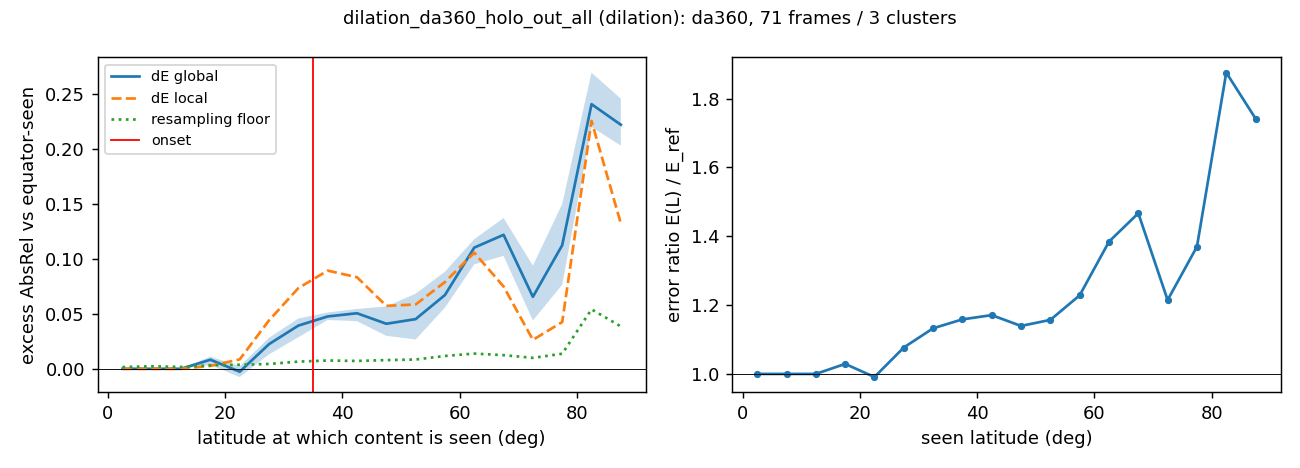 dilation_da360_holo_out_all (dilation): da360, 71 frames / 3 clusters
excess AbsRel vs equator-seen
0.25
0.20
0.15
0.10
0.05
0.00
dE global
dE local
resampling floor
onset
0 20 40 60 80
latitude at which content is seen (deg)
error ratio E(L) / E_ref
1.8
1.6
1.4
1.2
1.0
0 20 40 60 80
seen latitude (deg)